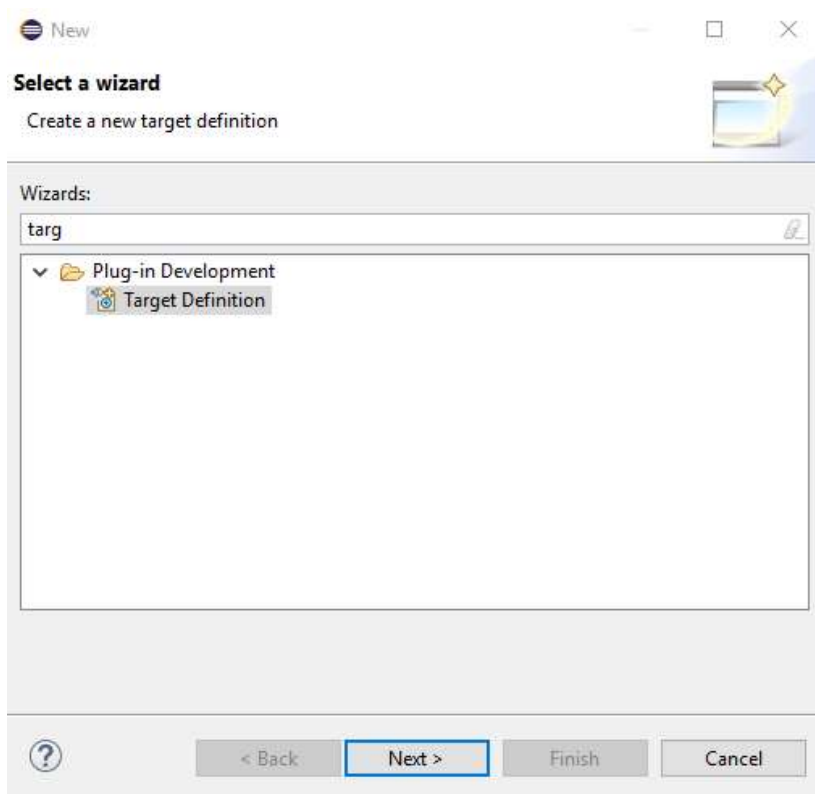 New
Select a wizard
Create a new target definition
Wizards:
targ
Plug-in Development
Target Definition
?
< Back Next > Finish Cancel